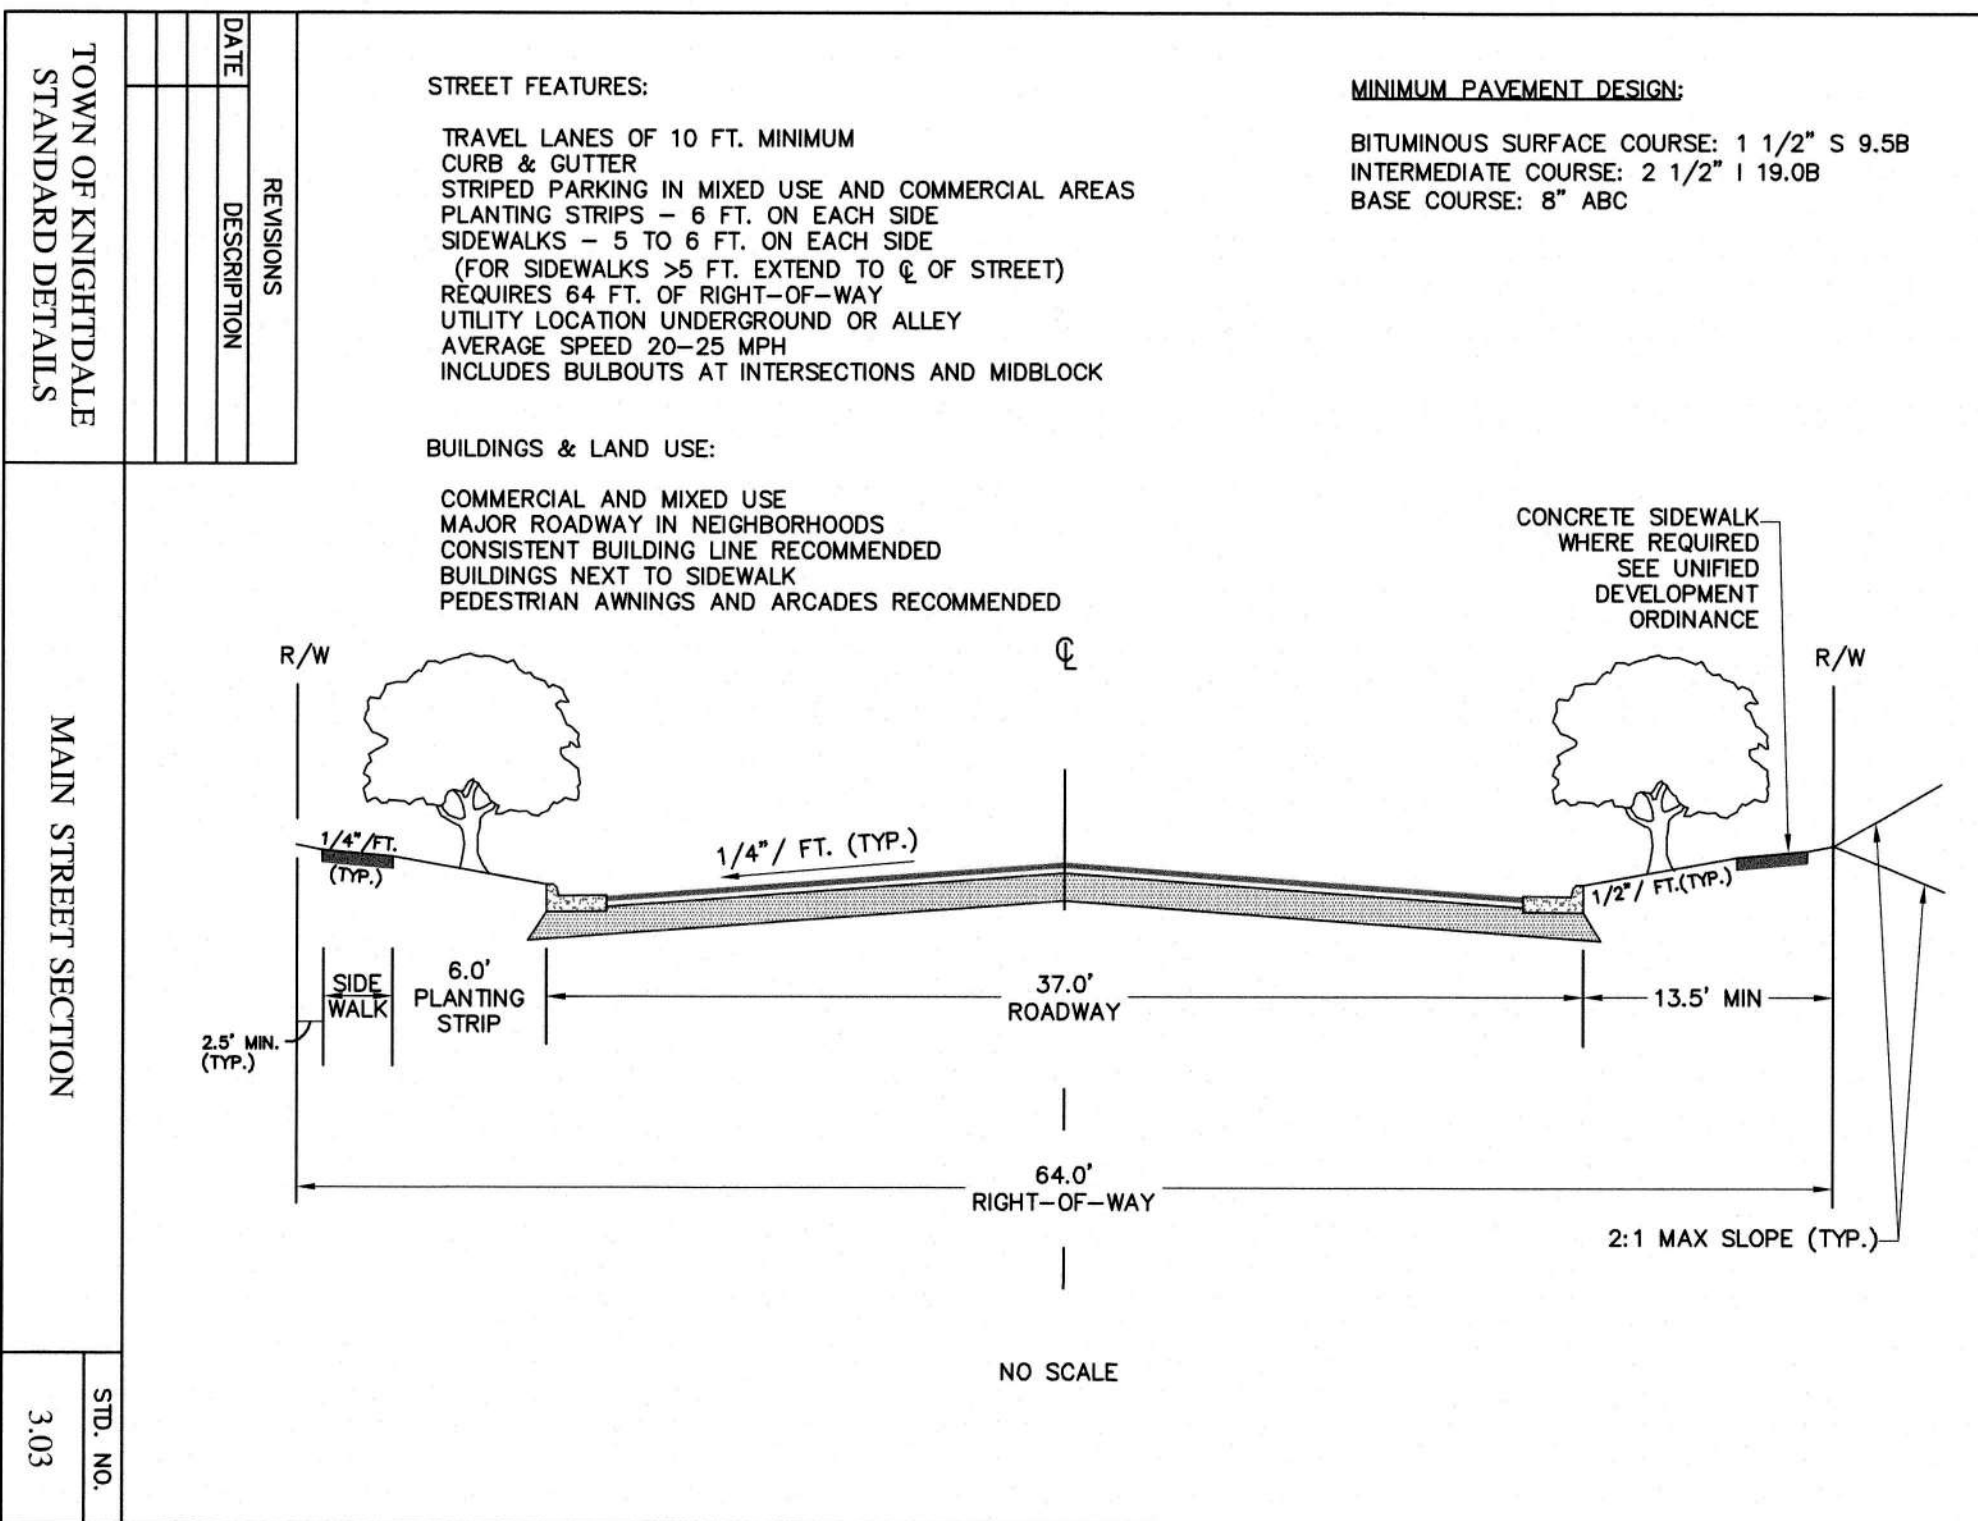 TOWN OF KNIGHTDALE
STANDARD DETAILS
REVISIONS
DATE
DESCRIPTION
MAIN STREET SECTION
STD. NO.
3.03
STREET FEATURES:
TRAVEL LANES OF 10 FT. MINIMUM
CURB & GUTTER
STRIPED PARKING IN MIXED USE AND COMMERCIAL AREAS
PLANTING STRIPS – 6 FT. ON EACH SIDE
SIDEWALKS – 5 TO 6 FT. ON EACH SIDE
(FOR SIDEWALKS >5 FT. EXTEND TO ℄ OF STREET)
REQUIRES 64 FT. OF RIGHT–OF–WAY
UTILITY LOCATION UNDERGROUND OR ALLEY
AVERAGE SPEED 20–25 MPH
INCLUDES BULBOUTS AT INTERSECTIONS AND MIDBLOCK
BUILDINGS & LAND USE:
COMMERCIAL AND MIXED USE
MAJOR ROADWAY IN NEIGHBORHOODS
CONSISTENT BUILDING LINE RECOMMENDED
BUILDINGS NEXT TO SIDEWALK
PEDESTRIAN AWNINGS AND ARCADES RECOMMENDED
MINIMUM PAVEMENT DESIGN:
BITUMINOUS SURFACE COURSE: 1 1/2" S 9.5B
INTERMEDIATE COURSE: 2 1/2" I 19.0B
BASE COURSE: 8" ABC
CONCRETE SIDEWALK
WHERE REQUIRED
SEE UNIFIED
DEVELOPMENT
ORDINANCE
R/W
℄
R/W
1/4"/FT.
(TYP.)
1/4"/ FT. (TYP.)
1/2"/ FT.(TYP.)
SIDE
WALK
6.0'
PLANTING
STRIP
37.0'
ROADWAY
13.5' MIN
2.5' MIN.
(TYP.)
64.0'
RIGHT–OF–WAY
2:1 MAX SLOPE (TYP.)
NO SCALE